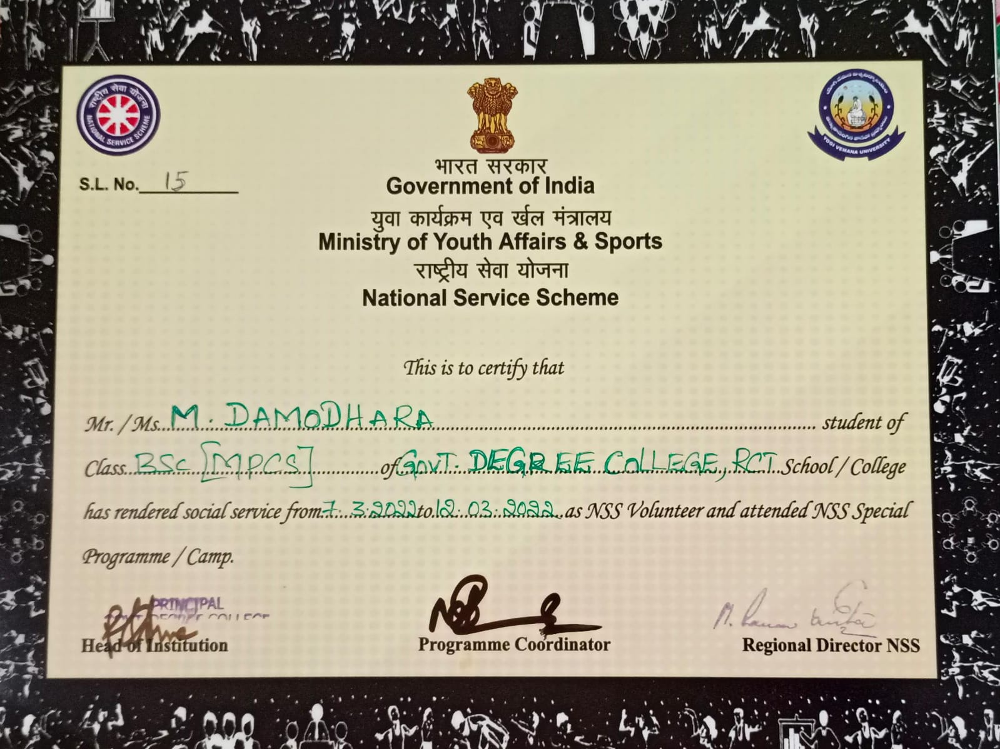 राष्ट्रीय सेवा योजना
NATIONAL SERVICE SCHEME
YOGI VEMANA UNIVERSITY
S.L. No. 15
भारत सरकार
Government of India
युवा कार्यक्रम एव र्खल मंत्रालय
Ministry of Youth Affairs & Sports
राष्ट्रीय सेवा योजना
National Service Scheme
This is to certify that
Mr. / Ms. M. DAMODHARA student of
Class BSc [MPCS] of GOVT. DEGREE COLLEGE, RCT School / College
has rendered social service from 7.3.2022 to 12.03.2022 as NSS Volunteer and attended NSS Special
Programme / Camp.
PRINCIPAL
DEGREE COLLEGE
Head of Institution
Programme Coordinator
Regional Director NSS